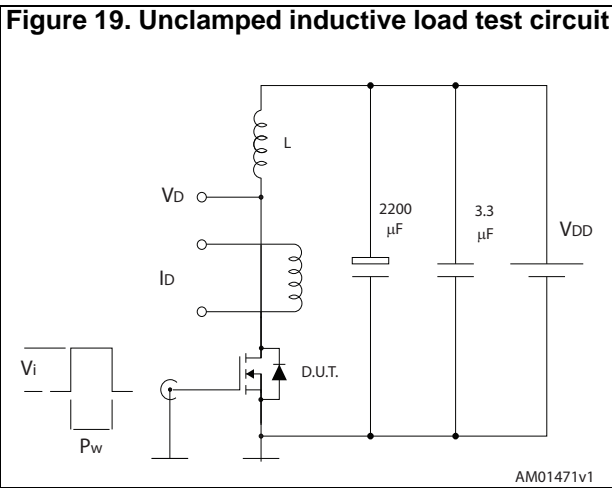 Figure 19. Unclamped inductive load test circuit
L
VD
2200
µF
3.3
µF
VDD
ID
Vi
D.U.T.
Pw
AM01471v1